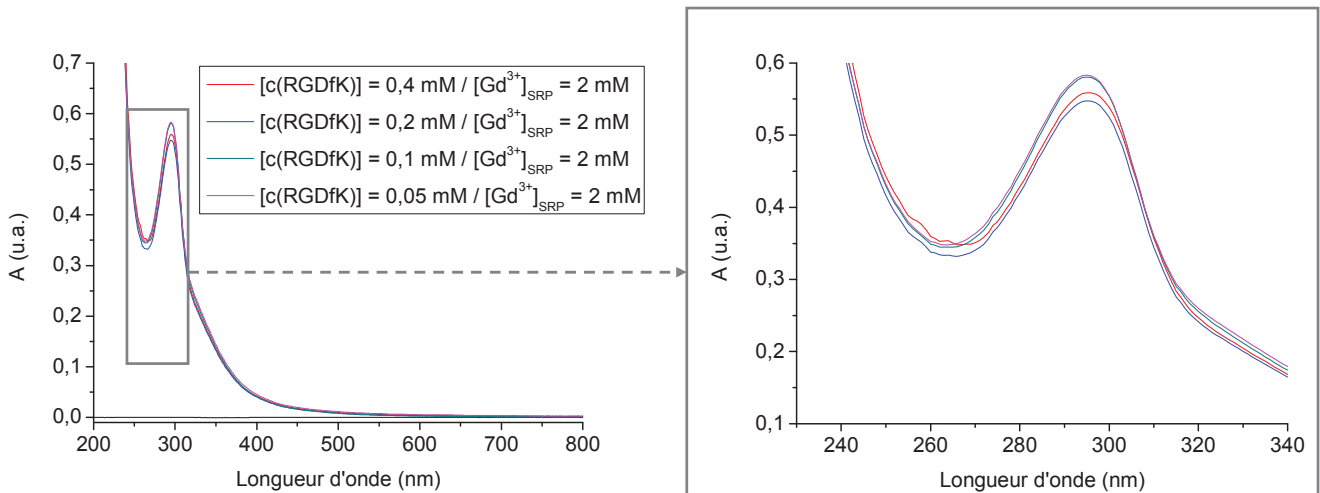 0,7
0,6
0,5
0,4
0,3
0,2
0,1
0,0
A (u.a.)
200 300 400 500 600 700 800
Longueur d'onde (nm)
[c(RGDfK)] = 0,4 mM / [Gd³⁺]SRP = 2 mM
[c(RGDfK)] = 0,2 mM / [Gd³⁺]SRP = 2 mM
[c(RGDfK)] = 0,1 mM / [Gd³⁺]SRP = 2 mM
[c(RGDfK)] = 0,05 mM / [Gd³⁺]SRP = 2 mM
0,6
0,5
0,4
0,3
0,2
0,1
A (u.a.)
240 260 280 300 320 340
Longueur d'onde (nm)